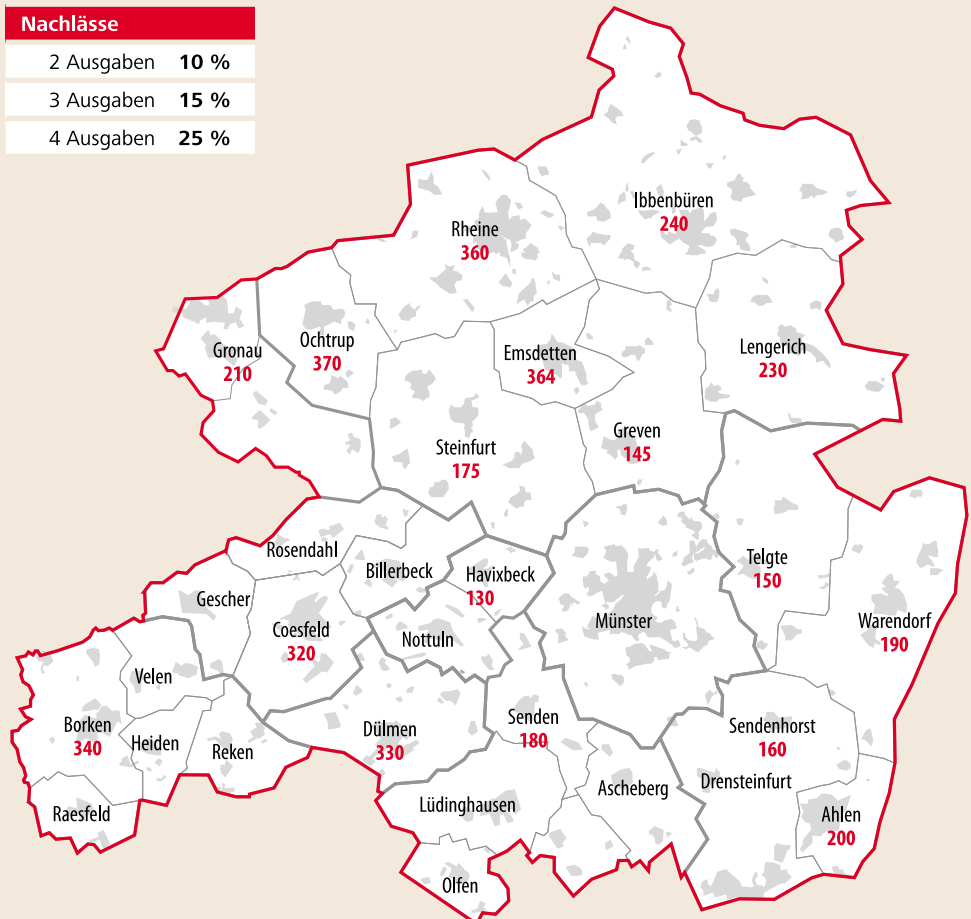 Nachlässe
2 Ausgaben 10 %
3 Ausgaben 15 %
4 Ausgaben 25 %
Ibbenbüren
240
Rheine
360
Ochtrup
370
Gronau
210
Emsdetten
364
Lengerich
230
Greven
145
Steinfurt
175
Rosendahl
Billerbeck
Havixbeck
130
Telgte
150
Gescher
Coesfeld
320
Nottuln
Münster
Warendorf
190
Velen
Borken
340
Heiden
Reken
Dülmen
330
Senden
180
Sendenhorst
160
Drensteinfurt
Ascheberg
Raesfeld
Lüdinghausen
Ahlen
200
Olfen